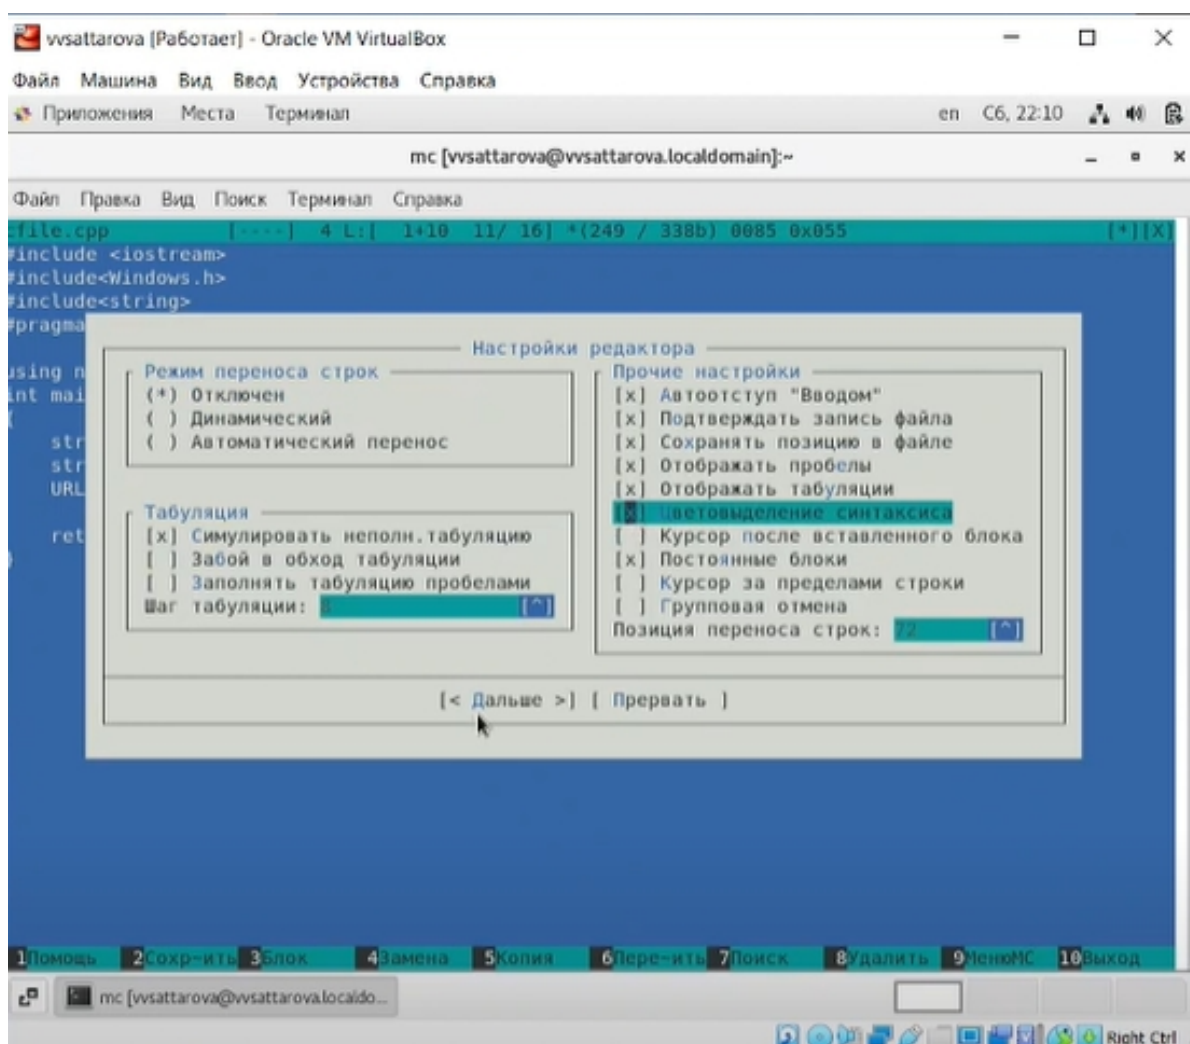 vvsattarova [Работает] - Oracle VM VirtualBox
Файл Машина Вид Ввод Устройства Справка
Приложения Места Терминал en Сб, 22:10
mc [vvsattarova@vvsattarova.localdomain]:~
Файл Правка Вид Поиск Терминал Справка
cfile.cpp [----] 4 L:[ 1+10 11/ 16] *(249 / 338b) 0085 0x055 [*][X]
#include <iostream>
#include<Windows.h>
#include<string>
#pragma
using n
int mai
{
str
str
URL
ret
}
Настройки редактора
Режим переноса строк
(*) Отключен
( ) Динамический
( ) Автоматический перенос
Табуляция
[x] Симулировать неполн.табуляцию
[ ] Забой в обход табуляции
[ ] Заполнять табуляцию пробелами
Шаг табуляции: 8 [^]
Прочие настройки
[x] Автоотступ "Вводом"
[x] Подтверждать запись файла
[x] Сохранять позицию в файле
[x] Отображать пробелы
[x] Отображать табуляции
[x] Цветовыделение синтаксиса
[ ] Курсор после вставленного блока
[x] Постоянные блоки
[ ] Курсор за пределами строки
[ ] Групповая отмена
Позиция переноса строк: 72 [^]
[< Дальше >] [ Прервать ]
1Помощь 2Сохр~ить 3Блок 4Замена 5Копия 6Пере~ить 7Поиск 8Удалить 9МенюMC 10Выход
mc [vvsattarova@vvsattarova.localdo...
Right Ctrl